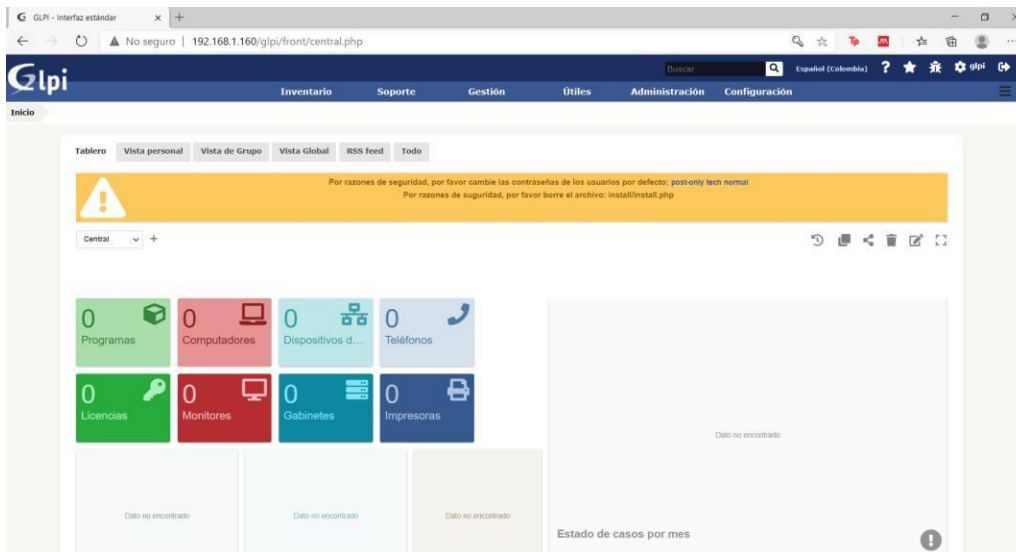 GLPI - Interfaz estándar
No seguro | 192.168.1.160/glpi/front/central.php
Glpi
Buscar
Español (Colombia)
?
glpi
Inventario Soporte Gestión Útiles Administración Configuración
Inicio
Tablero Vista personal Vista de Grupo Vista Global RSS feed Todo
Por razones de seguridad, por favor cambie las contraseñas de los usuarios por defecto: post-only tech normal
Por razones de suguridad, por favor borre el archivo: install/install.php
Central
0
Programas
0
Computadores
0
Dispositivos d...
0
Teléfonos
0
Licencias
0
Monitores
0
Gabinetes
0
Impresoras
Dato no encontrado
Dato no encontrado
Dato no encontrado
Dato no encontrado
Estado de casos por mes